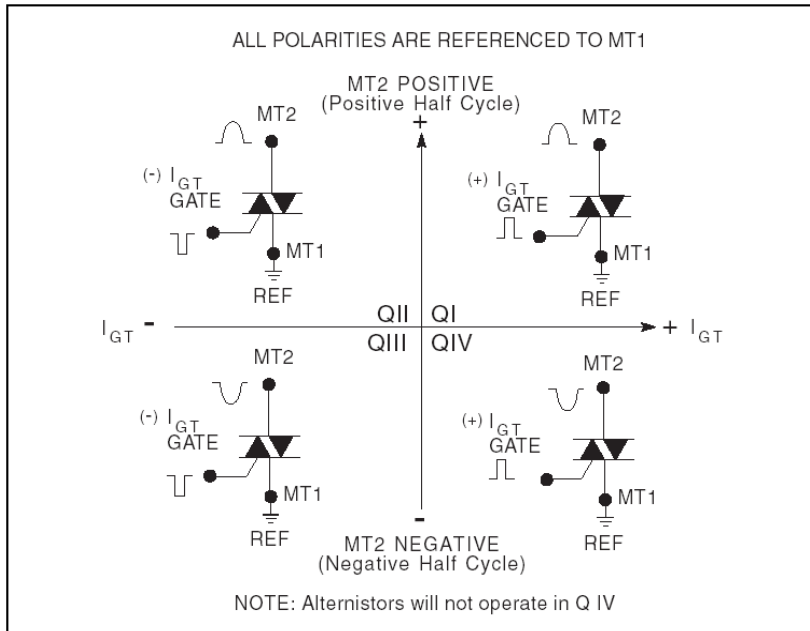 ALL POLARITIES ARE REFERENCED TO MT1
MT2 POSITIVE
(Positive Half Cycle)
+
MT2
(-) IGT
GATE
MT1
REF
MT2
(+) IGT
GATE
MT1
REF
IGT -
QII
QI
QIII
QIV
+ IGT
MT2
(-) IGT
GATE
MT1
REF
MT2
(+) IGT
GATE
MT1
REF
-
MT2 NEGATIVE
(Negative Half Cycle)
NOTE: Alternistors will not operate in Q IV